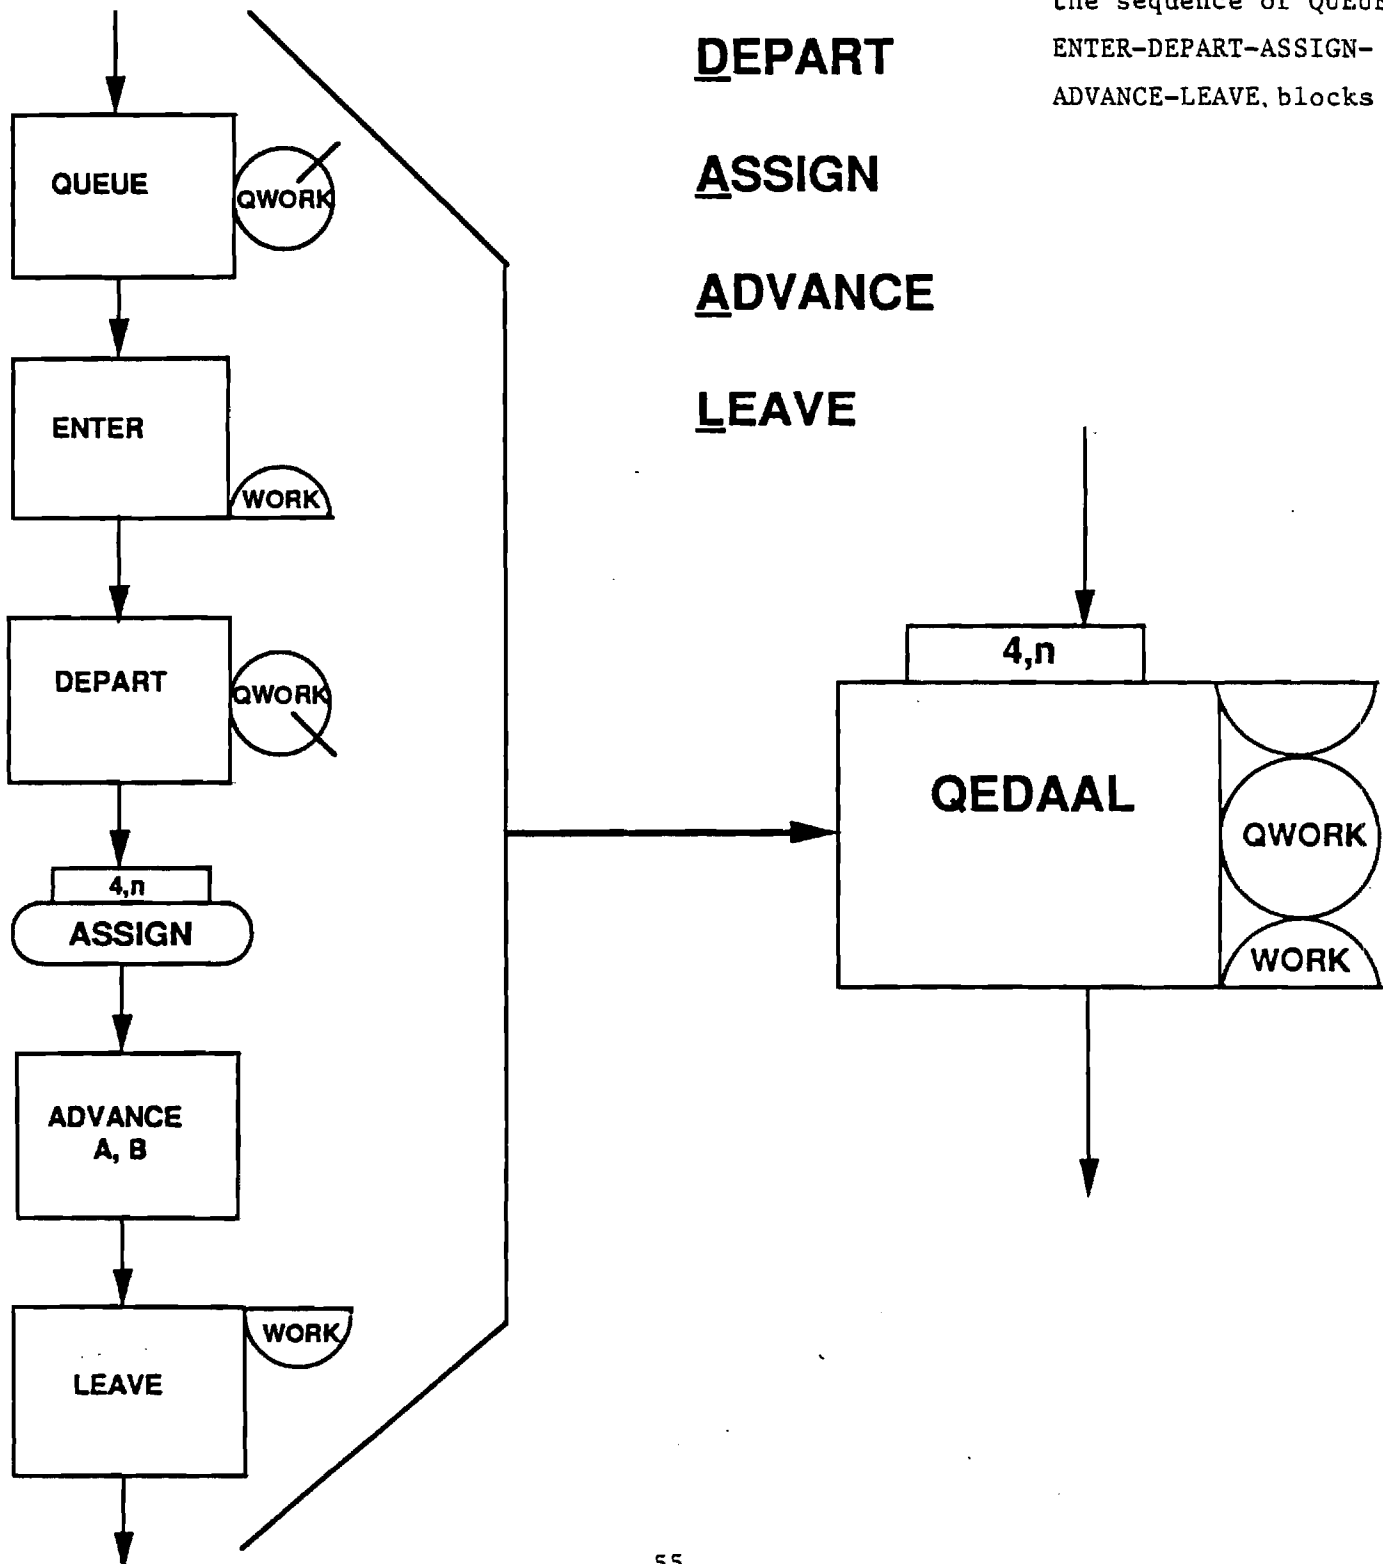 the sequence of QUEUE
ENTER-DEPART-ASSIGN-
ADVANCE-LEAVE, blocks
DEPART
ASSIGN
ADVANCE
LEAVE
QUEUE
QWORK
ENTER
WORK
DEPART
QWORK
4,n
ASSIGN
ADVANCE
A, B
LEAVE
WORK
4,n
QEDAAL
QWORK
WORK
55